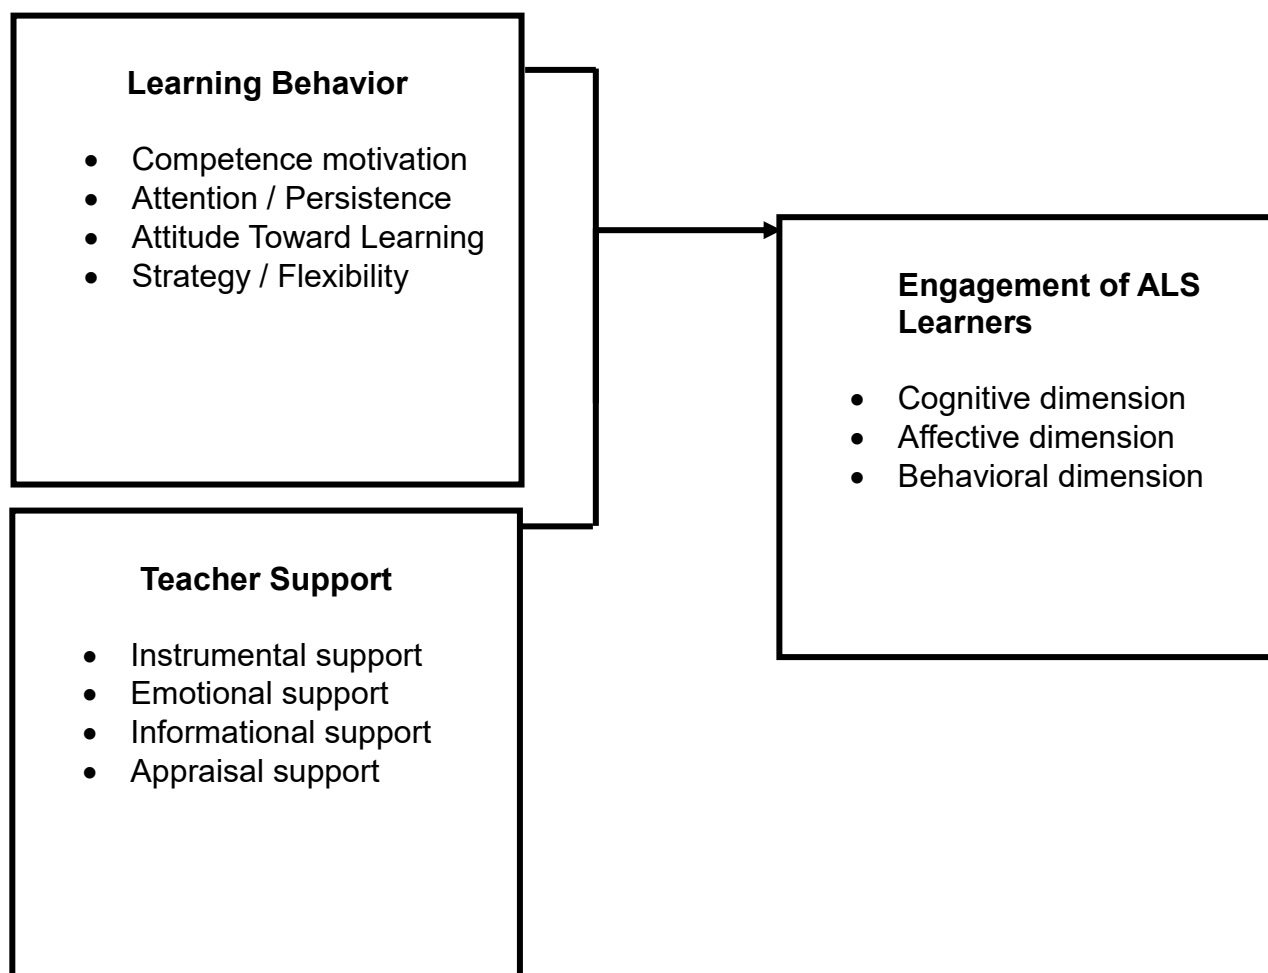 Learning Behavior
• Competence motivation
• Attention / Persistence
• Attitude Toward Learning
• Strategy / Flexibility
Engagement of ALS
Learners
• Cognitive dimension
• Affective dimension
• Behavioral dimension
Teacher Support
• Instrumental support
• Emotional support
• Informational support
• Appraisal support